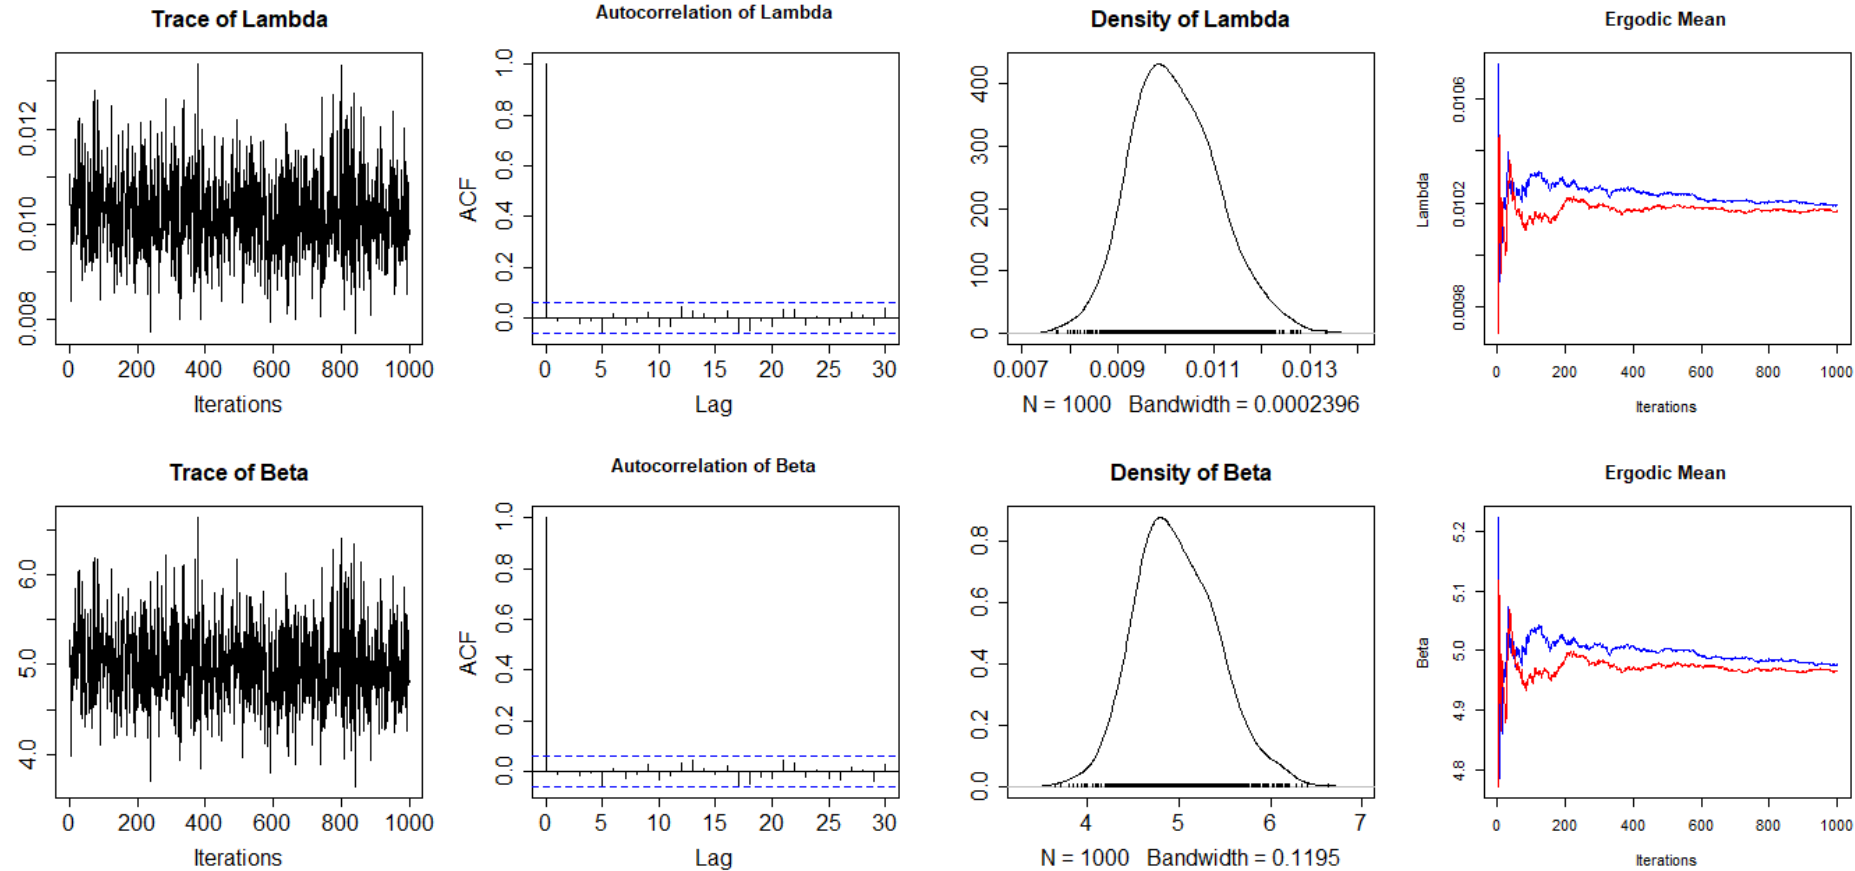 Trace of Lambda
0.008 0.010 0.012
0 200 400 600 800 1000
Iterations
Autocorrelation of Lambda
ACF
0.0 0.2 0.4 0.6 0.8 1.0
0 5 10 15 20 25 30
Lag
Density of Lambda
0 100 200 300 400
0.007 0.009 0.011 0.013
N = 1000 Bandwidth = 0.0002396
Ergodic Mean
Lambda
0.0098 0.0102 0.0106
0 200 400 600 800 1000
Iterations
Trace of Beta
4.0 5.0 6.0
0 200 400 600 800 1000
Iterations
Autocorrelation of Beta
ACF
0.0 0.2 0.4 0.6 0.8 1.0
0 5 10 15 20 25 30
Lag
Density of Beta
0.0 0.2 0.4 0.6 0.8
4 5 6 7
N = 1000 Bandwidth = 0.1195
Ergodic Mean
Beta
4.8 4.9 5.0 5.1 5.2
0 200 400 600 800 1000
Iterations